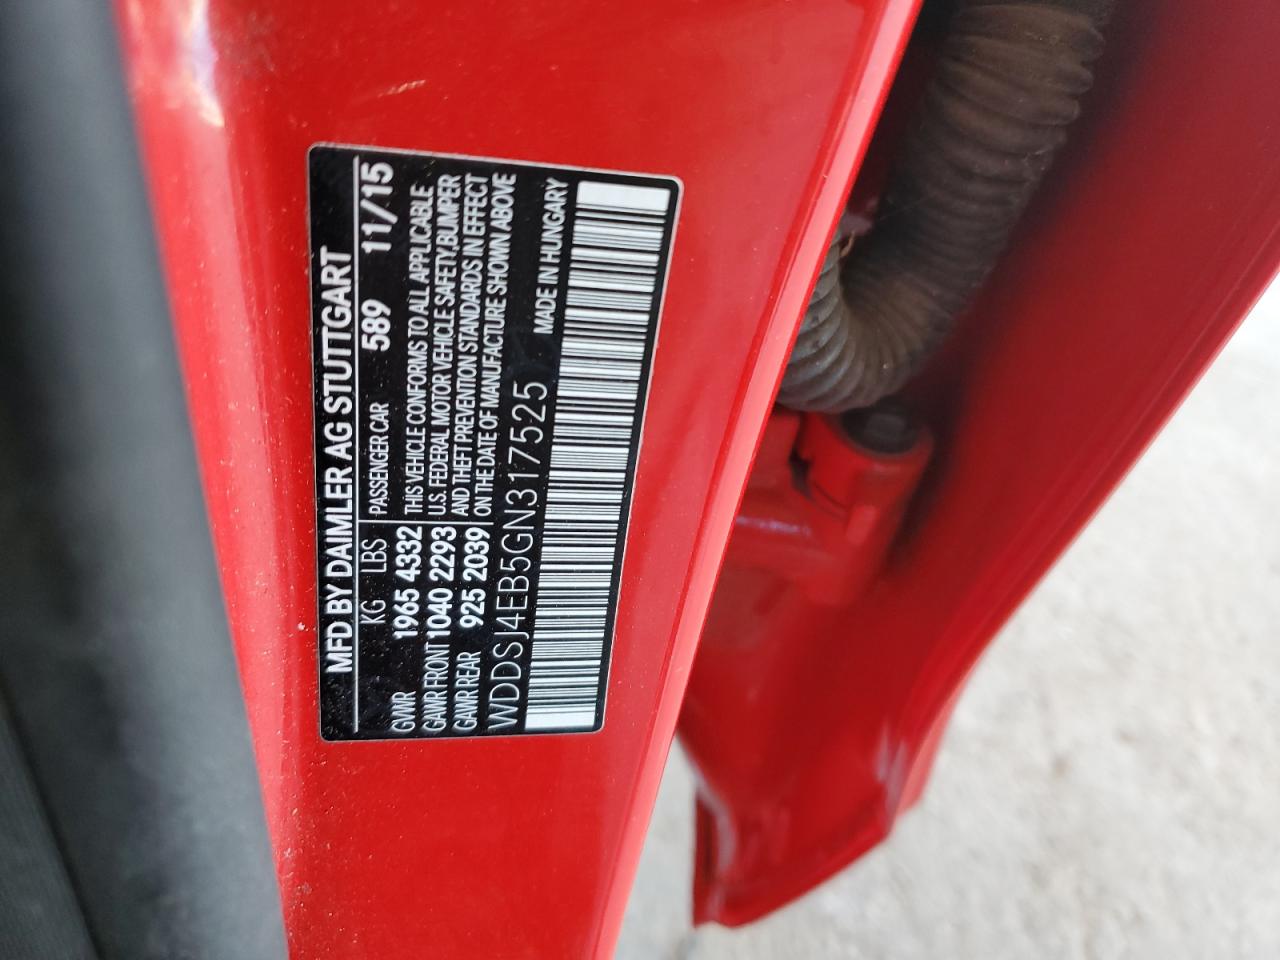 MFD BY DAIMLER AG STUTTGART
KG LBS PASSENGER CAR 589 11/15
GVWR 1965 4332 THIS VEHICLE CONFORMS TO ALL APPLICABLE
GAWR FRONT 1040 2293 U.S. FEDERAL MOTOR VEHICLE SAFETY,BUMPER
GAWR REAR 925 2039 AND THEFT PREVENTION STANDARDS IN EFFECT
ON THE DATE OF MANUFACTURE SHOWN ABOVE
WDDSJ4EB5GN317525 MADE IN HUNGARY